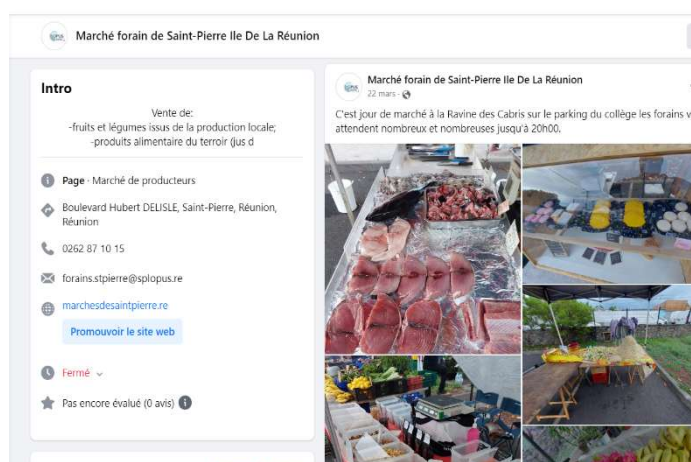 Marché forain de Saint-Pierre Ile De La Réunion
Intro
Vente de:
-fruits et légumes issus de la production locale;
-produits alimentaire du terroir (jus d
Page · Marché de producteurs
Boulevard Hubert DELISLE, Saint-Pierre, Réunion,
Réunion
0262 87 10 15
forains.stpierre@splopus.re
marchesdesaintpierre.re
Promouvoir le site web
Fermé
Pas encore évalué (0 avis)
Marché forain de Saint-Pierre Ile De La Réunion
22 mars ·
C'est jour de marché à la Ravine des Cabris sur le parking du collège les forains v
attendent nombreux et nombreuses jusqu'à 20h00.